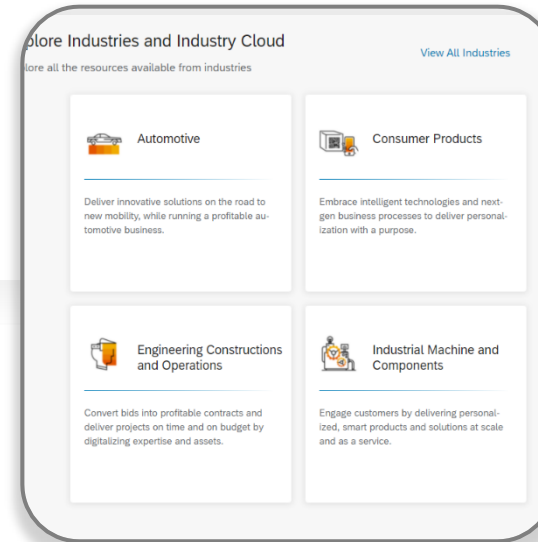 plore Industries and Industry Cloud
View All Industries
lore all the resources available from industries
Automotive
Deliver innovative solutions on the road to
new mobility, while running a profitable au-
tomotive business.
Consumer Products
Embrace intelligent technologies and next-
gen business processes to deliver personal-
ization with a purpose.
Engineering Constructions
and Operations
Convert bids into profitable contracts and
deliver projects on time and on budget by
digitalizing expertise and assets.
Industrial Machine and
Components
Engage customers by delivering personal-
ized, smart products and solutions at scale
and as a service.